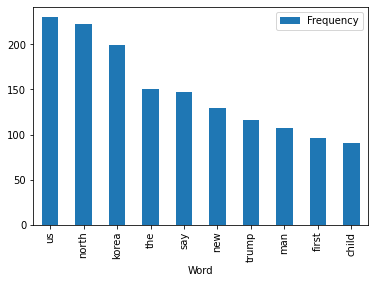 Frequency
200
150
100
50
0
us
north
korea
the
say
new
trump
man
first
child
Word